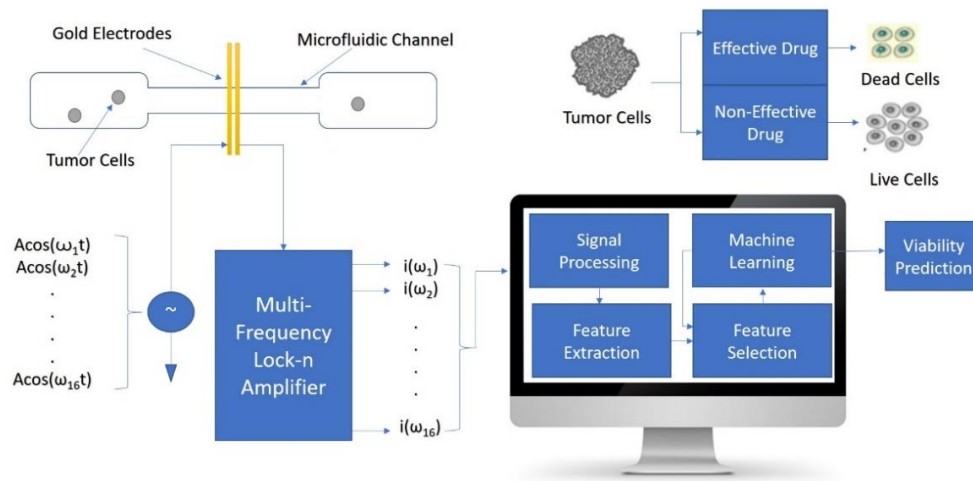 Gold Electrodes
Microfluidic Channel
Tumor Cells
Tumor Cells
Effective Drug
Non-Effective
Drug
Dead Cells
Live Cells
Acos(ω₁t)
Acos(ω₂t)
.
.
.
.
Acos(ω₁₆t)
~
Multi-
Frequency
Lock-n
Amplifier
i(ω₁)
i(ω₂)
.
.
.
.
i(ω₁₆)
Signal
Processing
Feature
Extraction
Machine
Learning
Feature
Selection
Viability
Prediction